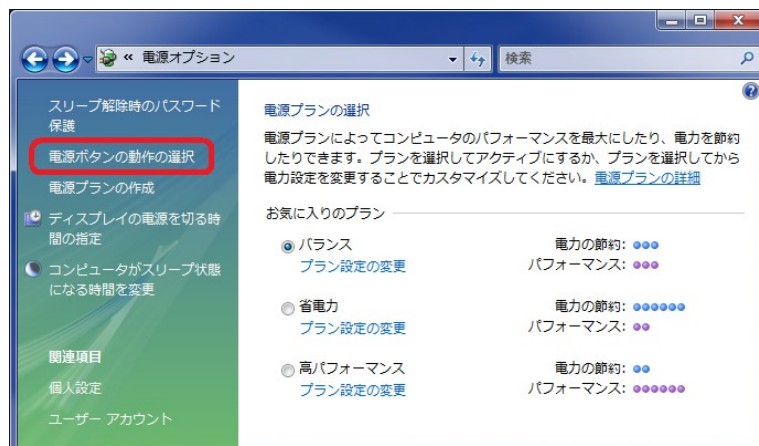 « 電源オプション
検索
スリープ解除時のパスワード
保護
電源ボタンの動作の選択
電源プランの作成
ディスプレイの電源を切る時
間の指定
コンピュータがスリープ状態
になる時間を変更
関連項目
個人設定
ユーザー アカウント
電源プランの選択
電源プランによってコンピュータのパフォーマンスを最大にしたり、電力を節約
したりできます。プランを選択してアクティブにするか、プランを選択してから
電力設定を変更することでカスタマイズしてください。電源プランの詳細
お気に入りのプラン
バランス 電力の節約:
プラン設定の変更 パフォーマンス:
省電力 電力の節約:
プラン設定の変更 パフォーマンス:
高パフォーマンス 電力の節約:
プラン設定の変更 パフォーマンス: